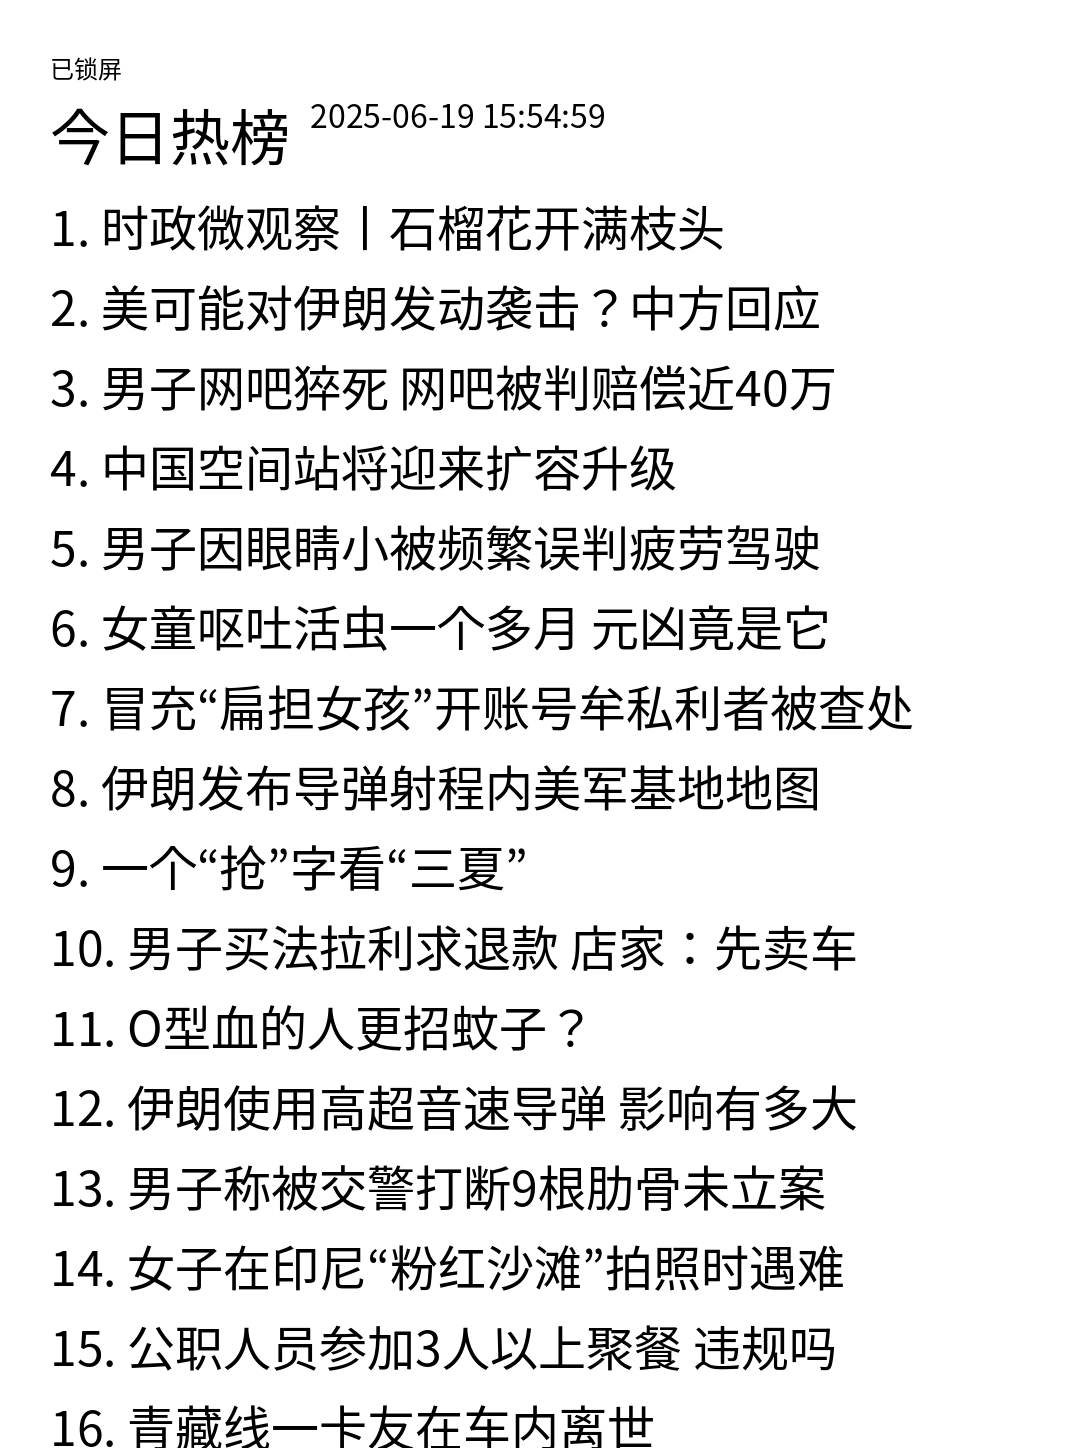 已锁屏
今日热榜 2025-06-19 15:54:59
1. 时政微观察丨石榴花开满枝头
2. 美可能对伊朗发动袭击？中方回应
3. 男子网吧猝死 网吧被判赔偿近40万
4. 中国空间站将迎来扩容升级
5. 男子因眼睛小被频繁误判疲劳驾驶
6. 女童呕吐活虫一个多月 元凶竟是它
7. 冒充“扁担女孩”开账号牟私利者被查处
8. 伊朗发布导弹射程内美军基地地图
9. 一个“抢”字看“三夏”
10. 男子买法拉利求退款 店家：先卖车
11. O型血的人更招蚊子？
12. 伊朗使用高超音速导弹 影响有多大
13. 男子称被交警打断9根肋骨未立案
14. 女子在印尼“粉红沙滩”拍照时遇难
15. 公职人员参加3人以上聚餐 违规吗
16. 青藏线一卡友在车内离世